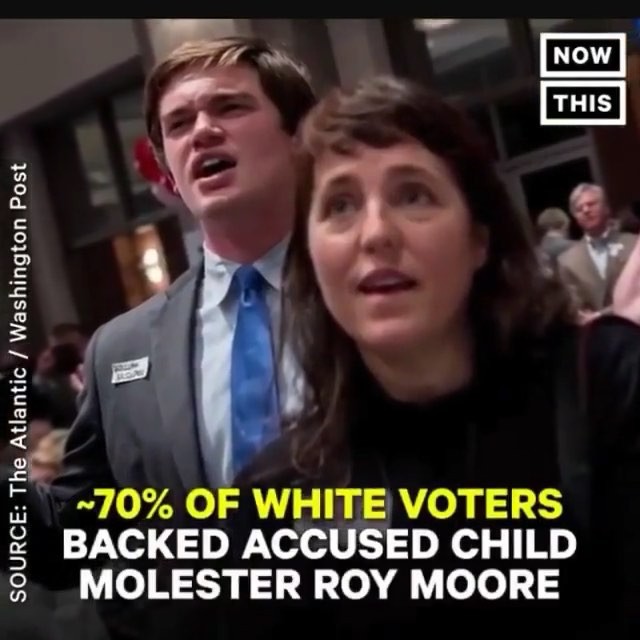 NOW
THIS
SOURCE: The Atlantic / Washington Post
~70% OF WHITE VOTERS
BACKED ACCUSED CHILD
MOLESTER ROY MOORE